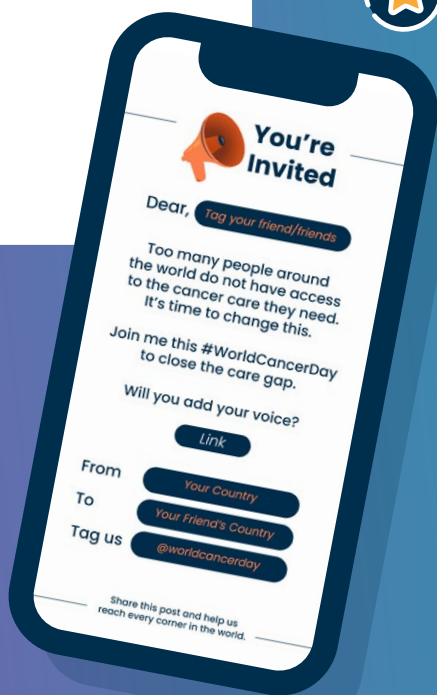 You're
Invited
Dear, Tag your friend/friends
Too many people around
the world do not have access
to the cancer care they need.
It's time to change this.
Join me this #WorldCancerDay
to close the care gap.
Will you add your voice?
Link
From Your Country
To Your Friend's Country
Tag us @worldcancerday
Share this post and help us
reach every corner in the world.